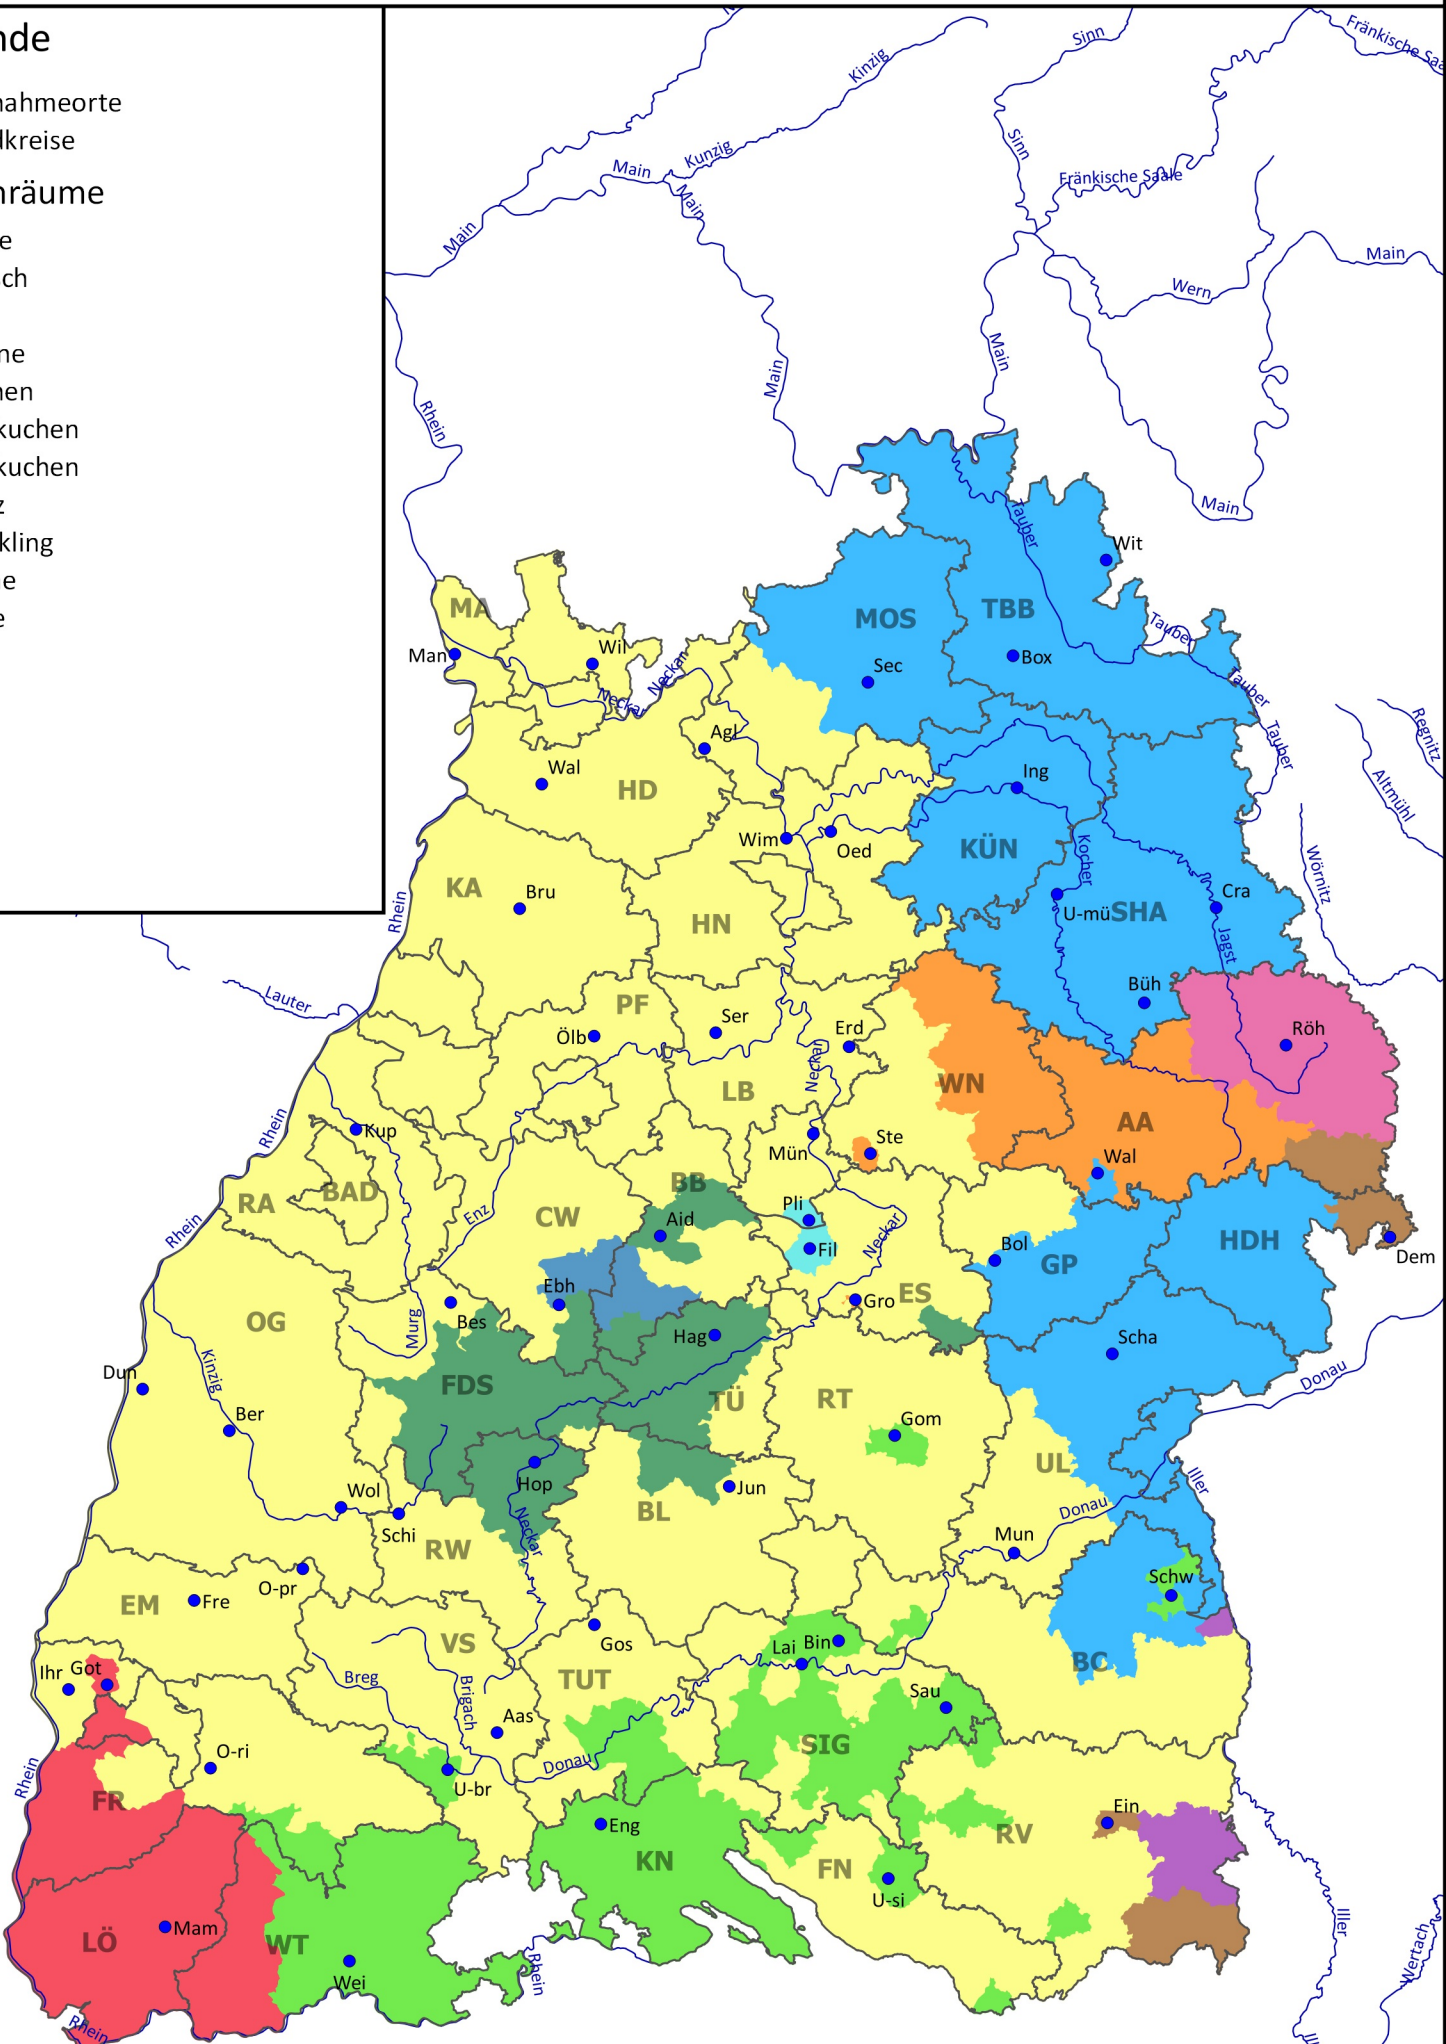 nde
nahmeorte
dkreise
nräume
e
sch
ne
hen
kuchen
kuchen
z
kling
e
e
Kinzig
Sinn
Fränkische Saa
Kunzig
Main
Sinn
Fränkische Saale
Main
Main
Main
Wern
Main
Main
Rhein
Main
Tauber
Wit
MA
MOS
TBB
Tauber
Man
Wil
Neckar
Sec
Box
Neckar
Tauber
Regnitz
Agl
Tauber
Wal
HD
Ing
Altmühl
Wim
Oed
KÜN
Kocher
Wörnitz
KA
Bru
Rhein
HN
U-mü
SHA
Cra
Jagst
Lauter
PF
Büh
Ölb
Ser
Erd
Röh
Neckar
LB
WN
Rhein
Kup
AA
Mün
Ste
Wal
RA
BAD
BB
Rhein
Enz
CW
Aid
Pli
Fil
Neckar
Bol
GP
HDH
Dem
Ebh
Gro
ES
OG
Murg
Bes
Hag
Scha
Dun
Kinzig
FDS
TÜ
RT
Donau
Ber
Gom
UL
Wol
Schi
Hop
Jun
BL
Donau
Iller
Neckar
RW
Mun
O-pr
Schw
EM
Fre
VS
Gos
Lai
Bin
BC
Ihr
Got
Breg
Brigach
TUT
Sau
Aas
O-ri
Donau
SIG
Rhein
U-br
FR
Eng
Ein
RV
KN
FN
U-si
LÖ
Mam
WT
Wei
Rhein
Iller
Wertach
Rhein